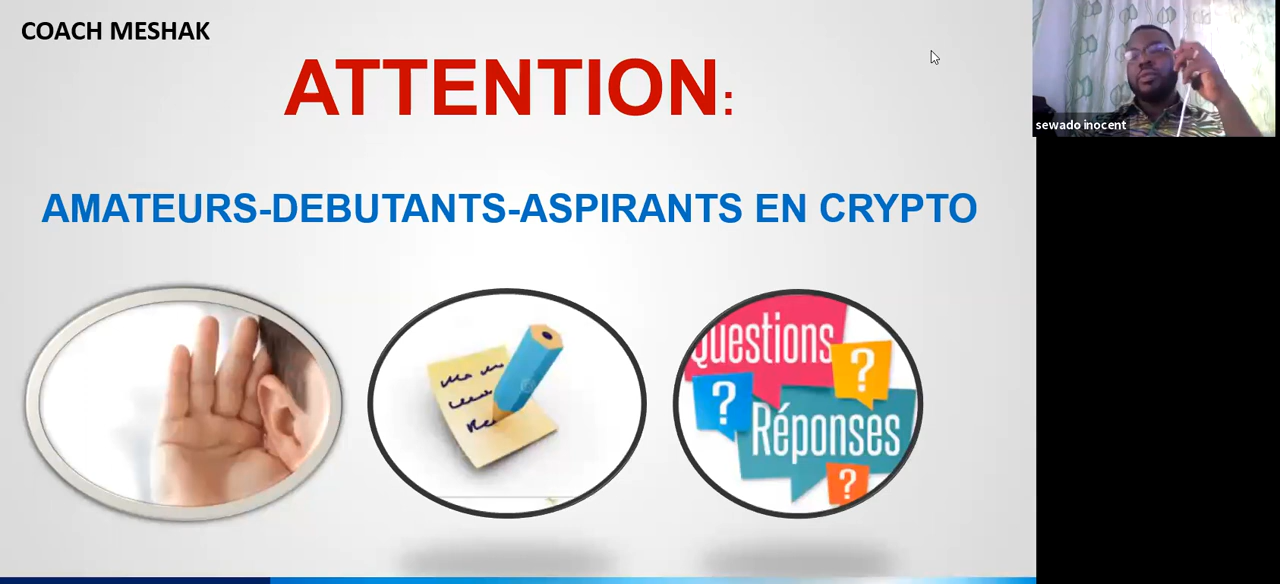 COACH MESHAK
ATTENTION:
sewado inocent
AMATEURS-DEBUTANTS-ASPIRANTS EN CRYPTO
Questions
?
?
Réponses
?